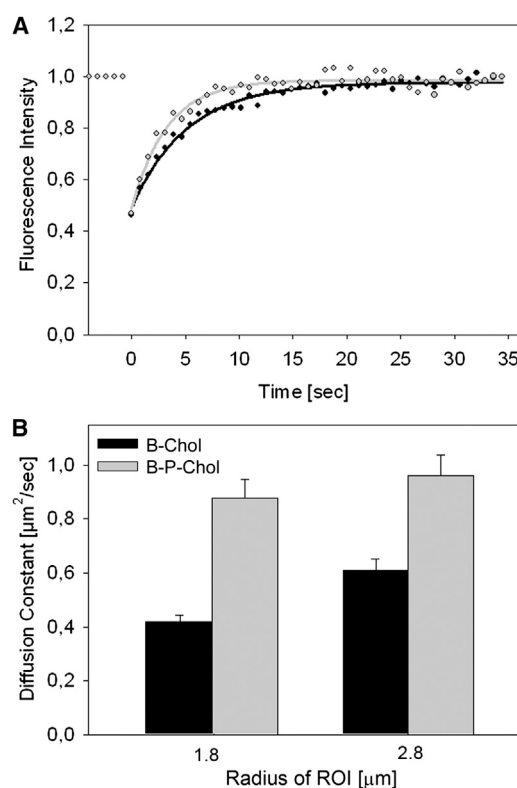 A
1,2
1,0
0,8
0,6
0,4
0,2
0,0
Fluorescence Intensity
0 5 10 15 20 25 30 35
Time [sec]
B
B-Chol
B-P-Chol
1,0
0,8
0,6
0,4
0,2
0,0
Diffusion Constant [µm²/sec]
1.8 2.8
Radius of ROI [µm]